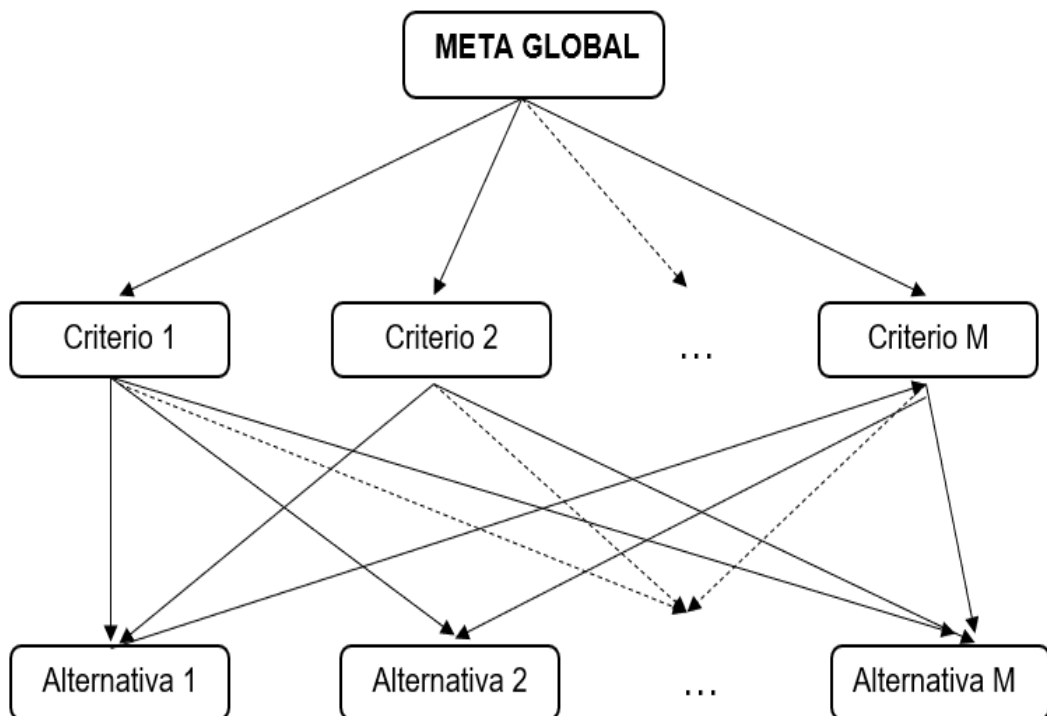 META GLOBAL
Criterio 1
Criterio 2
...
Criterio M
Alternativa 1
Alternativa 2
...
Alternativa M